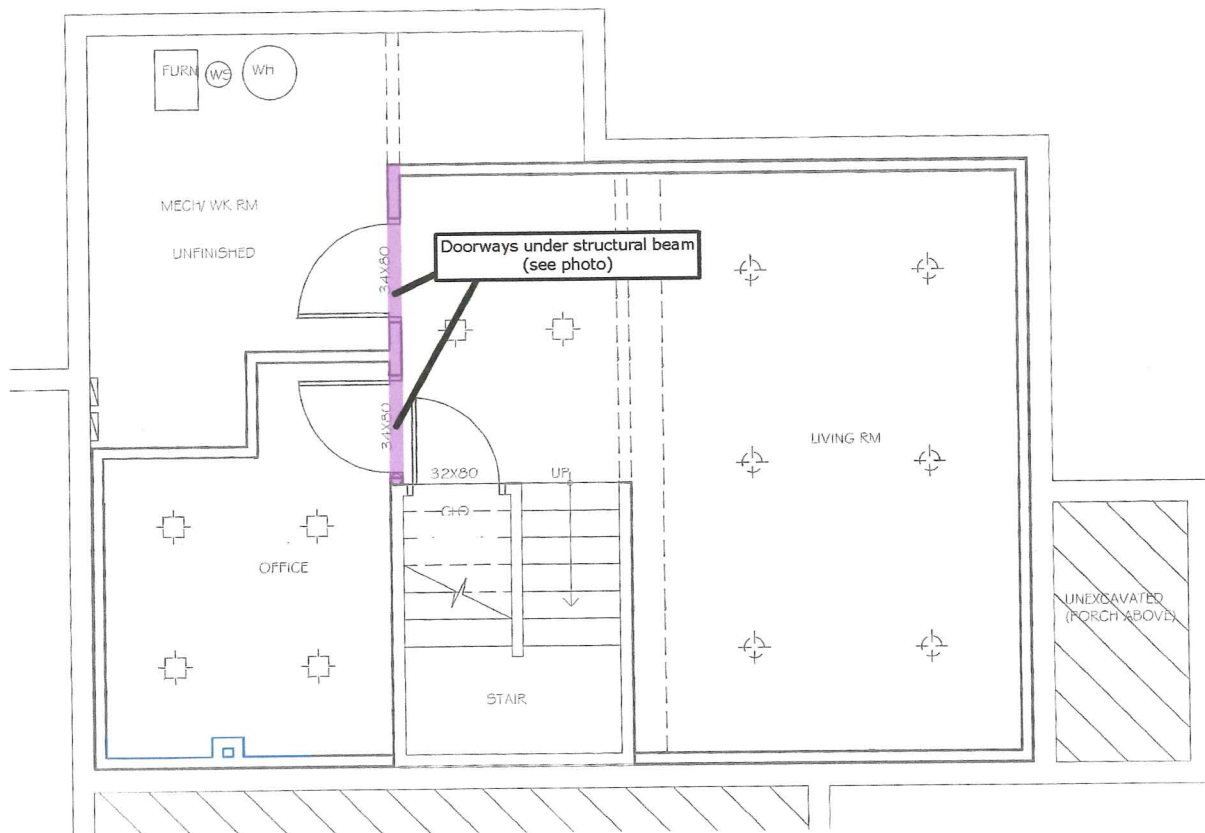 FURN
WS
WH
MECH/ WK RM
UNFINISHED
34X80
Doorways under structural beam
(see photo)
34X80
32X80
UP
CLO
LIVING RM
OFFICE
UNEXCAVATED
(PORCH ABOVE)
STAIR